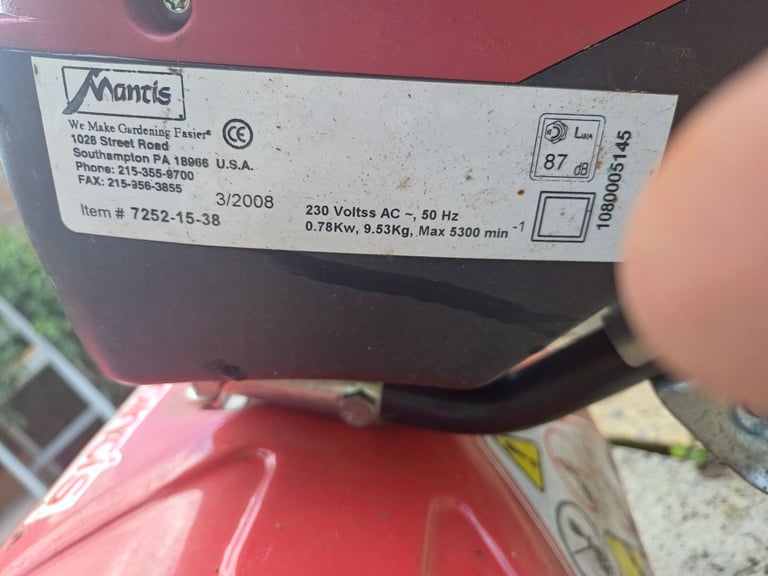 Mantis
We Make Gardening Easier®
1028 Street Road
Southampton PA 18966 U.S.A.
Phone: 215-355-9700
FAX: 215-956-3855
3/2008
Item # 7252-15-38
CE
230 Voltss AC ~, 50 Hz
0.78Kw, 9.53Kg, Max 5300 min -1
LWA
87 dB
1080005145